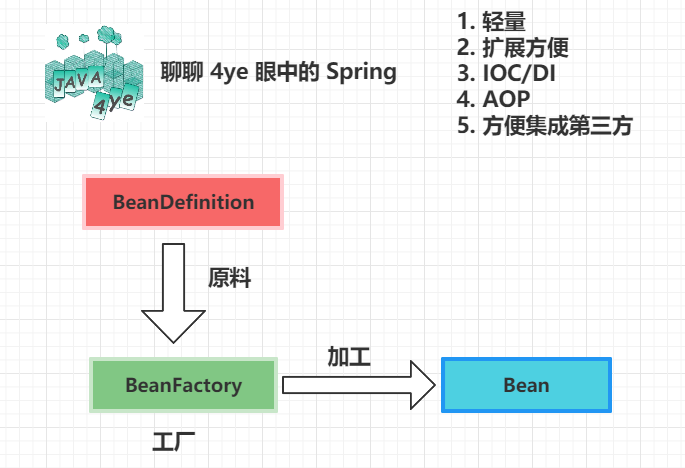 JAVA
4ye
聊聊 4ye 眼中的 Spring
1. 轻量
2. 扩展方便
3. IOC/DI
4. AOP
5. 方便集成第三方
BeanDefinition
原料
BeanFactory
加工
Bean
工厂